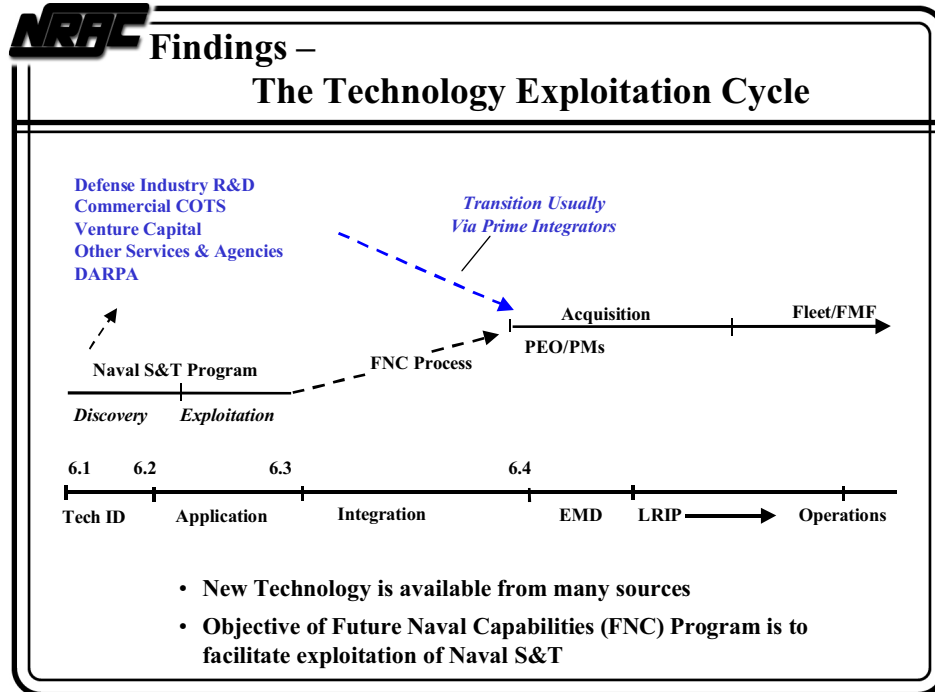 NRAC
Findings –
The Technology Exploitation Cycle
Defense Industry R&D
Commercial COTS
Venture Capital
Other Services & Agencies
DARPA
Transition Usually
Via Prime Integrators
Acquisition
Fleet/FMF
PEO/PMs
FNC Process
Naval S&T Program
Discovery
Exploitation
6.1
6.2
6.3
6.4
Tech ID
Application
Integration
EMD
LRIP
Operations
• New Technology is available from many sources
• Objective of Future Naval Capabilities (FNC) Program is to
facilitate exploitation of Naval S&T